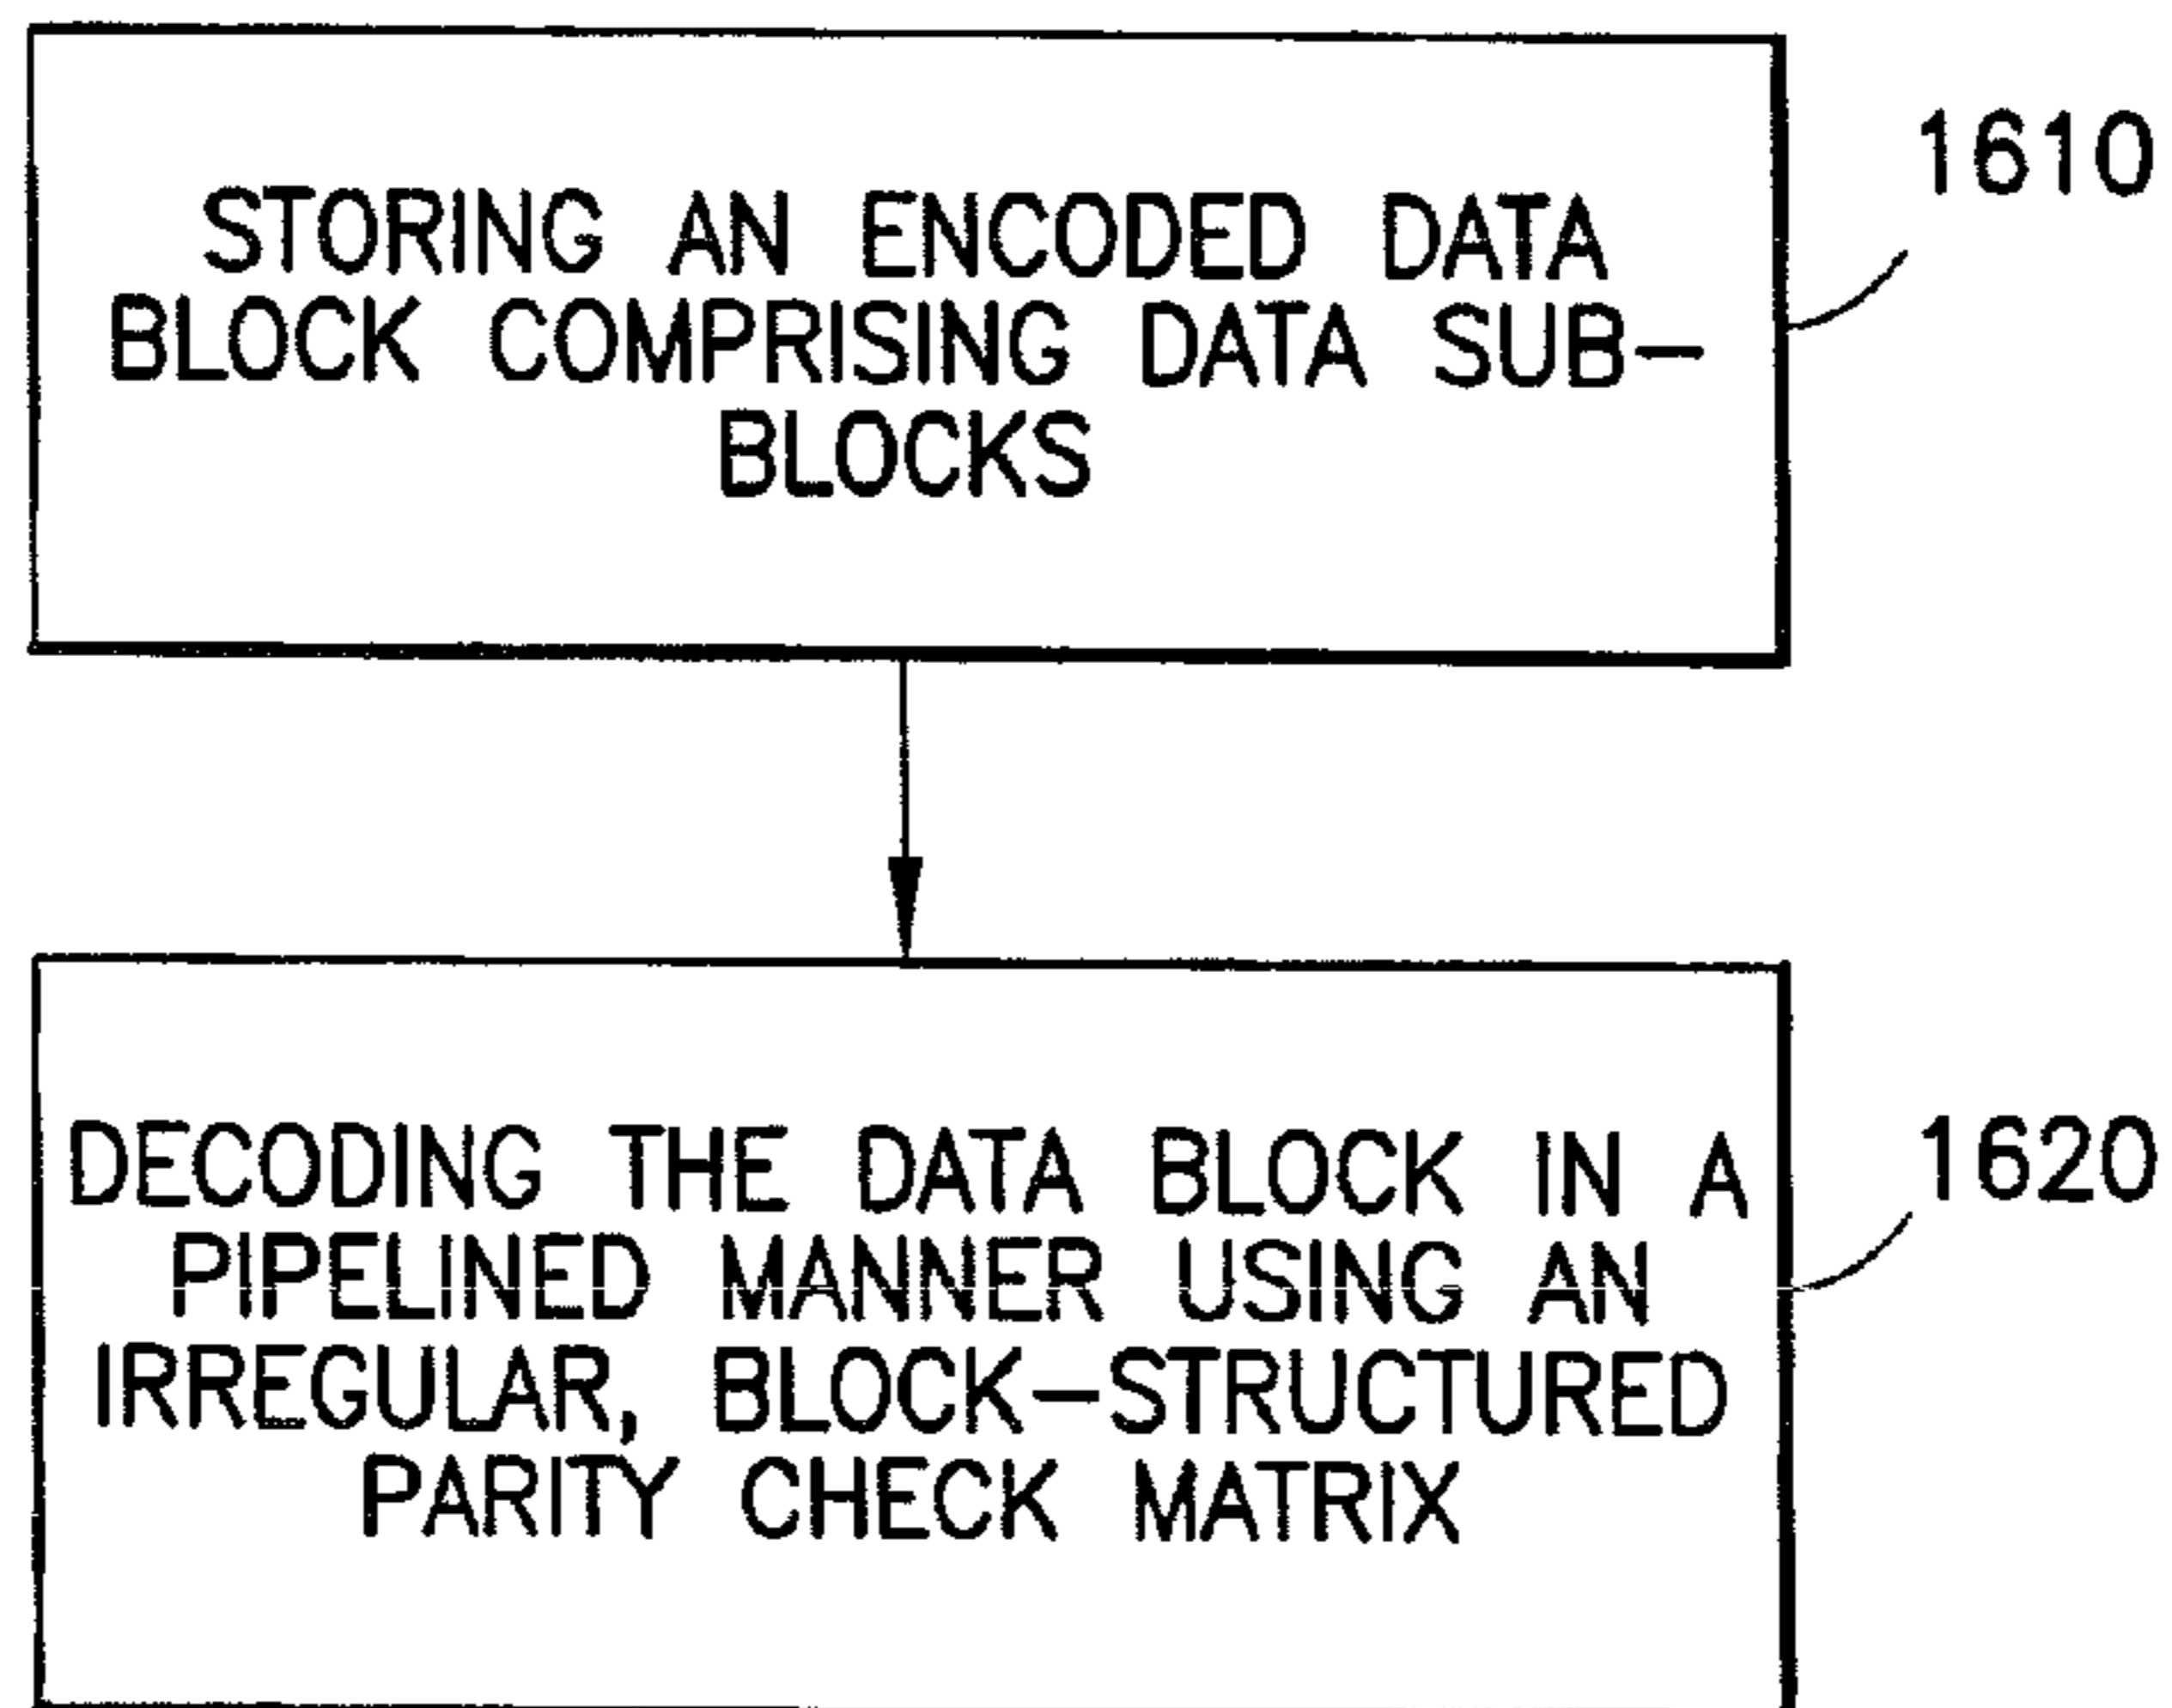 STORING AN ENCODED DATA
BLOCK COMPRISING DATA SUB-
BLOCKS
1610
DECODING THE DATA BLOCK IN A
PIPELINED MANNER USING AN
IRREGULAR, BLOCK-STRUCTURED
PARITY CHECK MATRIX
1620